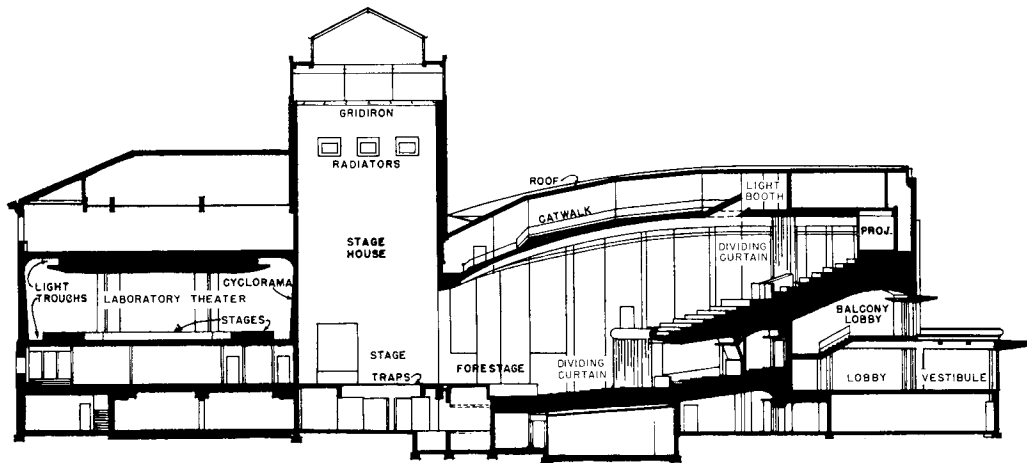 GRIDIRON
RADIATORS
ROOF
LIGHT
BOOTH
CATWALK
PROJ.
STAGE
HOUSE
DIVIDING
CURTAIN
LIGHT
TROUGHS
LABORATORY THEATER
CYCLORAMA
STAGES
BALCONY
LOBBY
STAGE
TRAPS
FORESTAGE
DIVIDING
CURTAIN
LOBBY
VESTIBULE